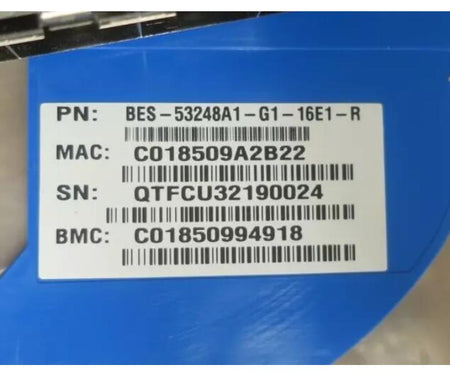 PN: BES-53248A1-G1-16E1-R
MAC: C018509A2B22
SN: QTFCU32190024
BMC: C01850994918